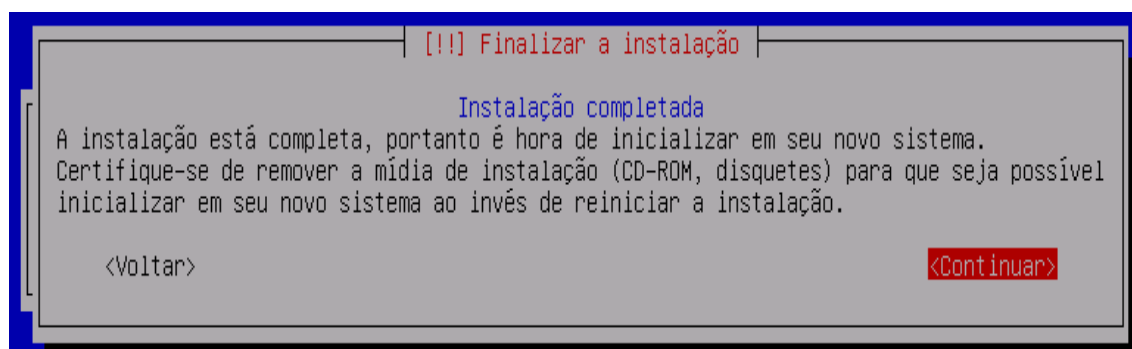 [!!] Finalizar a instalação
Instalação completada
A instalação está completa, portanto é hora de inicializar em seu novo sistema.
Certifique-se de remover a mídia de instalação (CD-ROM, disquetes) para que seja possível
inicializar em seu novo sistema ao invés de reiniciar a instalação.
<Voltar> <Continuar>